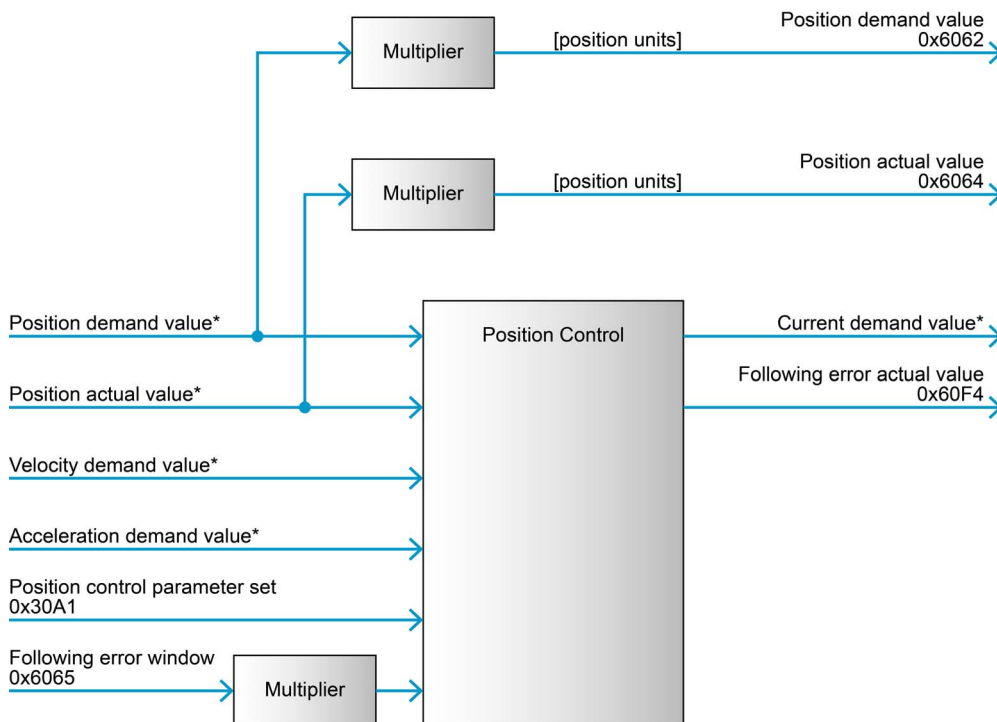 Position demand value
0x6062
Multiplier
[position units]
Position actual value
0x6064
Multiplier
[position units]
Position demand value*
Position Control
Current demand value*
Following error actual value
0x60F4
Position actual value*
Velocity demand value*
Acceleration demand value*
Position control parameter set
0x30A1
Following error window
0x6065
Multiplier